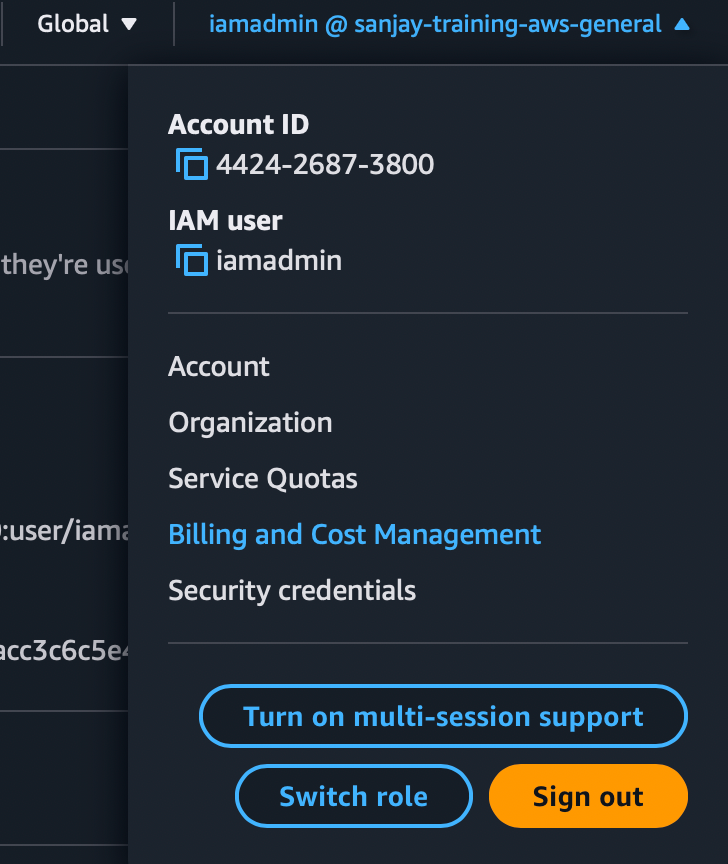 Global
iamadmin @ sanjay-training-aws-general
Account ID
4424-2687-3800
they're
IAM user
iamadmin
Account
Organization
Service Quotas
:user/iama
Billing and Cost Management
Security credentials
acc3c6c5e4
Turn on multi-session support
Switch role
Sign out